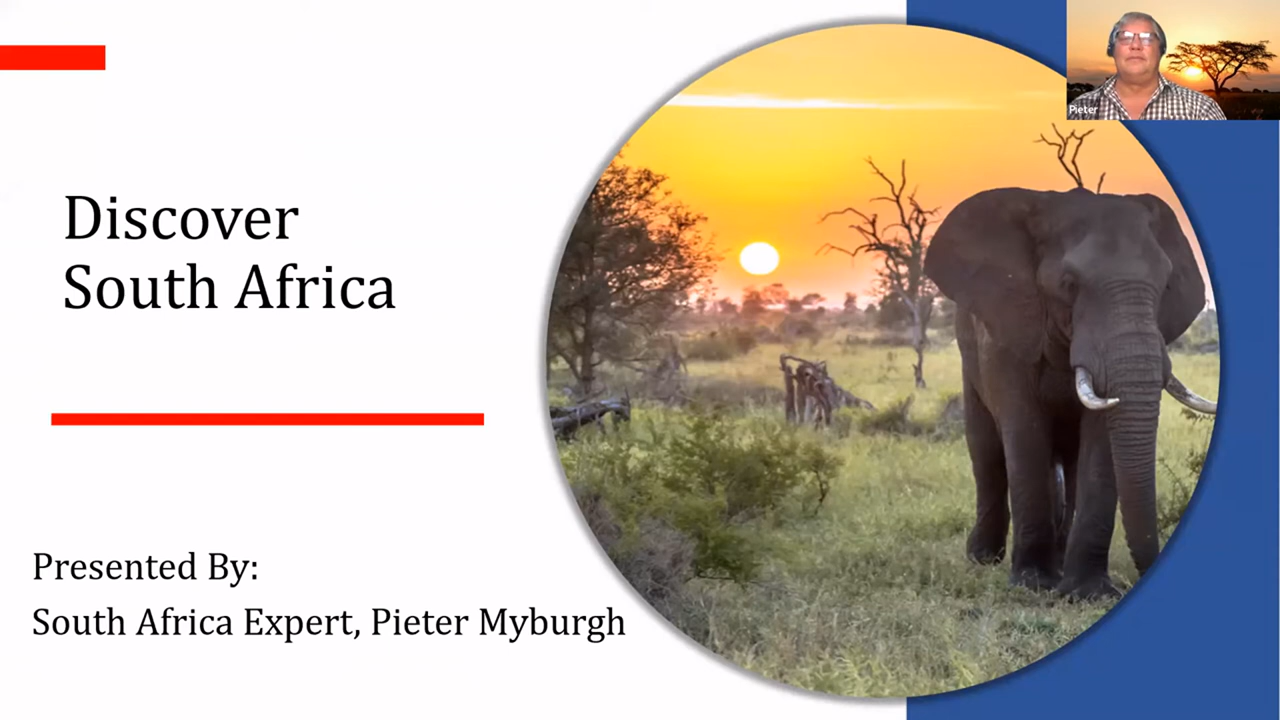 Pieter
Discover
South Africa
Presented By:
South Africa Expert, Pieter Myburgh